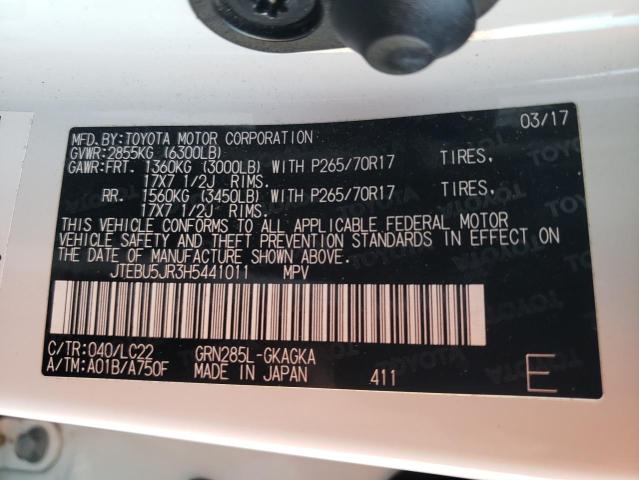 03/17
MFD.BY:TOYOTA MOTOR CORPORATION
GVWR:2855KG (6300LB)
GAWR:FRT. 1360KG (3000LB) WITH P265/70R17 TIRES,
17X7 1/2J RIMS.
RR. 1560KG (3450LB) WITH P265/70R17 TIRES,
17X7 1/2J RIMS.
THIS VEHICLE CONFORMS TO ALL APPLICABLE FEDERAL MOTOR
VEHICLE SAFETY AND THEFT PREVENTION STANDARDS IN EFFECT ON
THE DATE OF MANUFACTURE SHOWN ABOVE.
JTEBU5JR3H5441011 MPV
C/TR:040/LC22 GRN285L-GKAGKA
A/TM:A01B/A750F MADE IN JAPAN 411 E